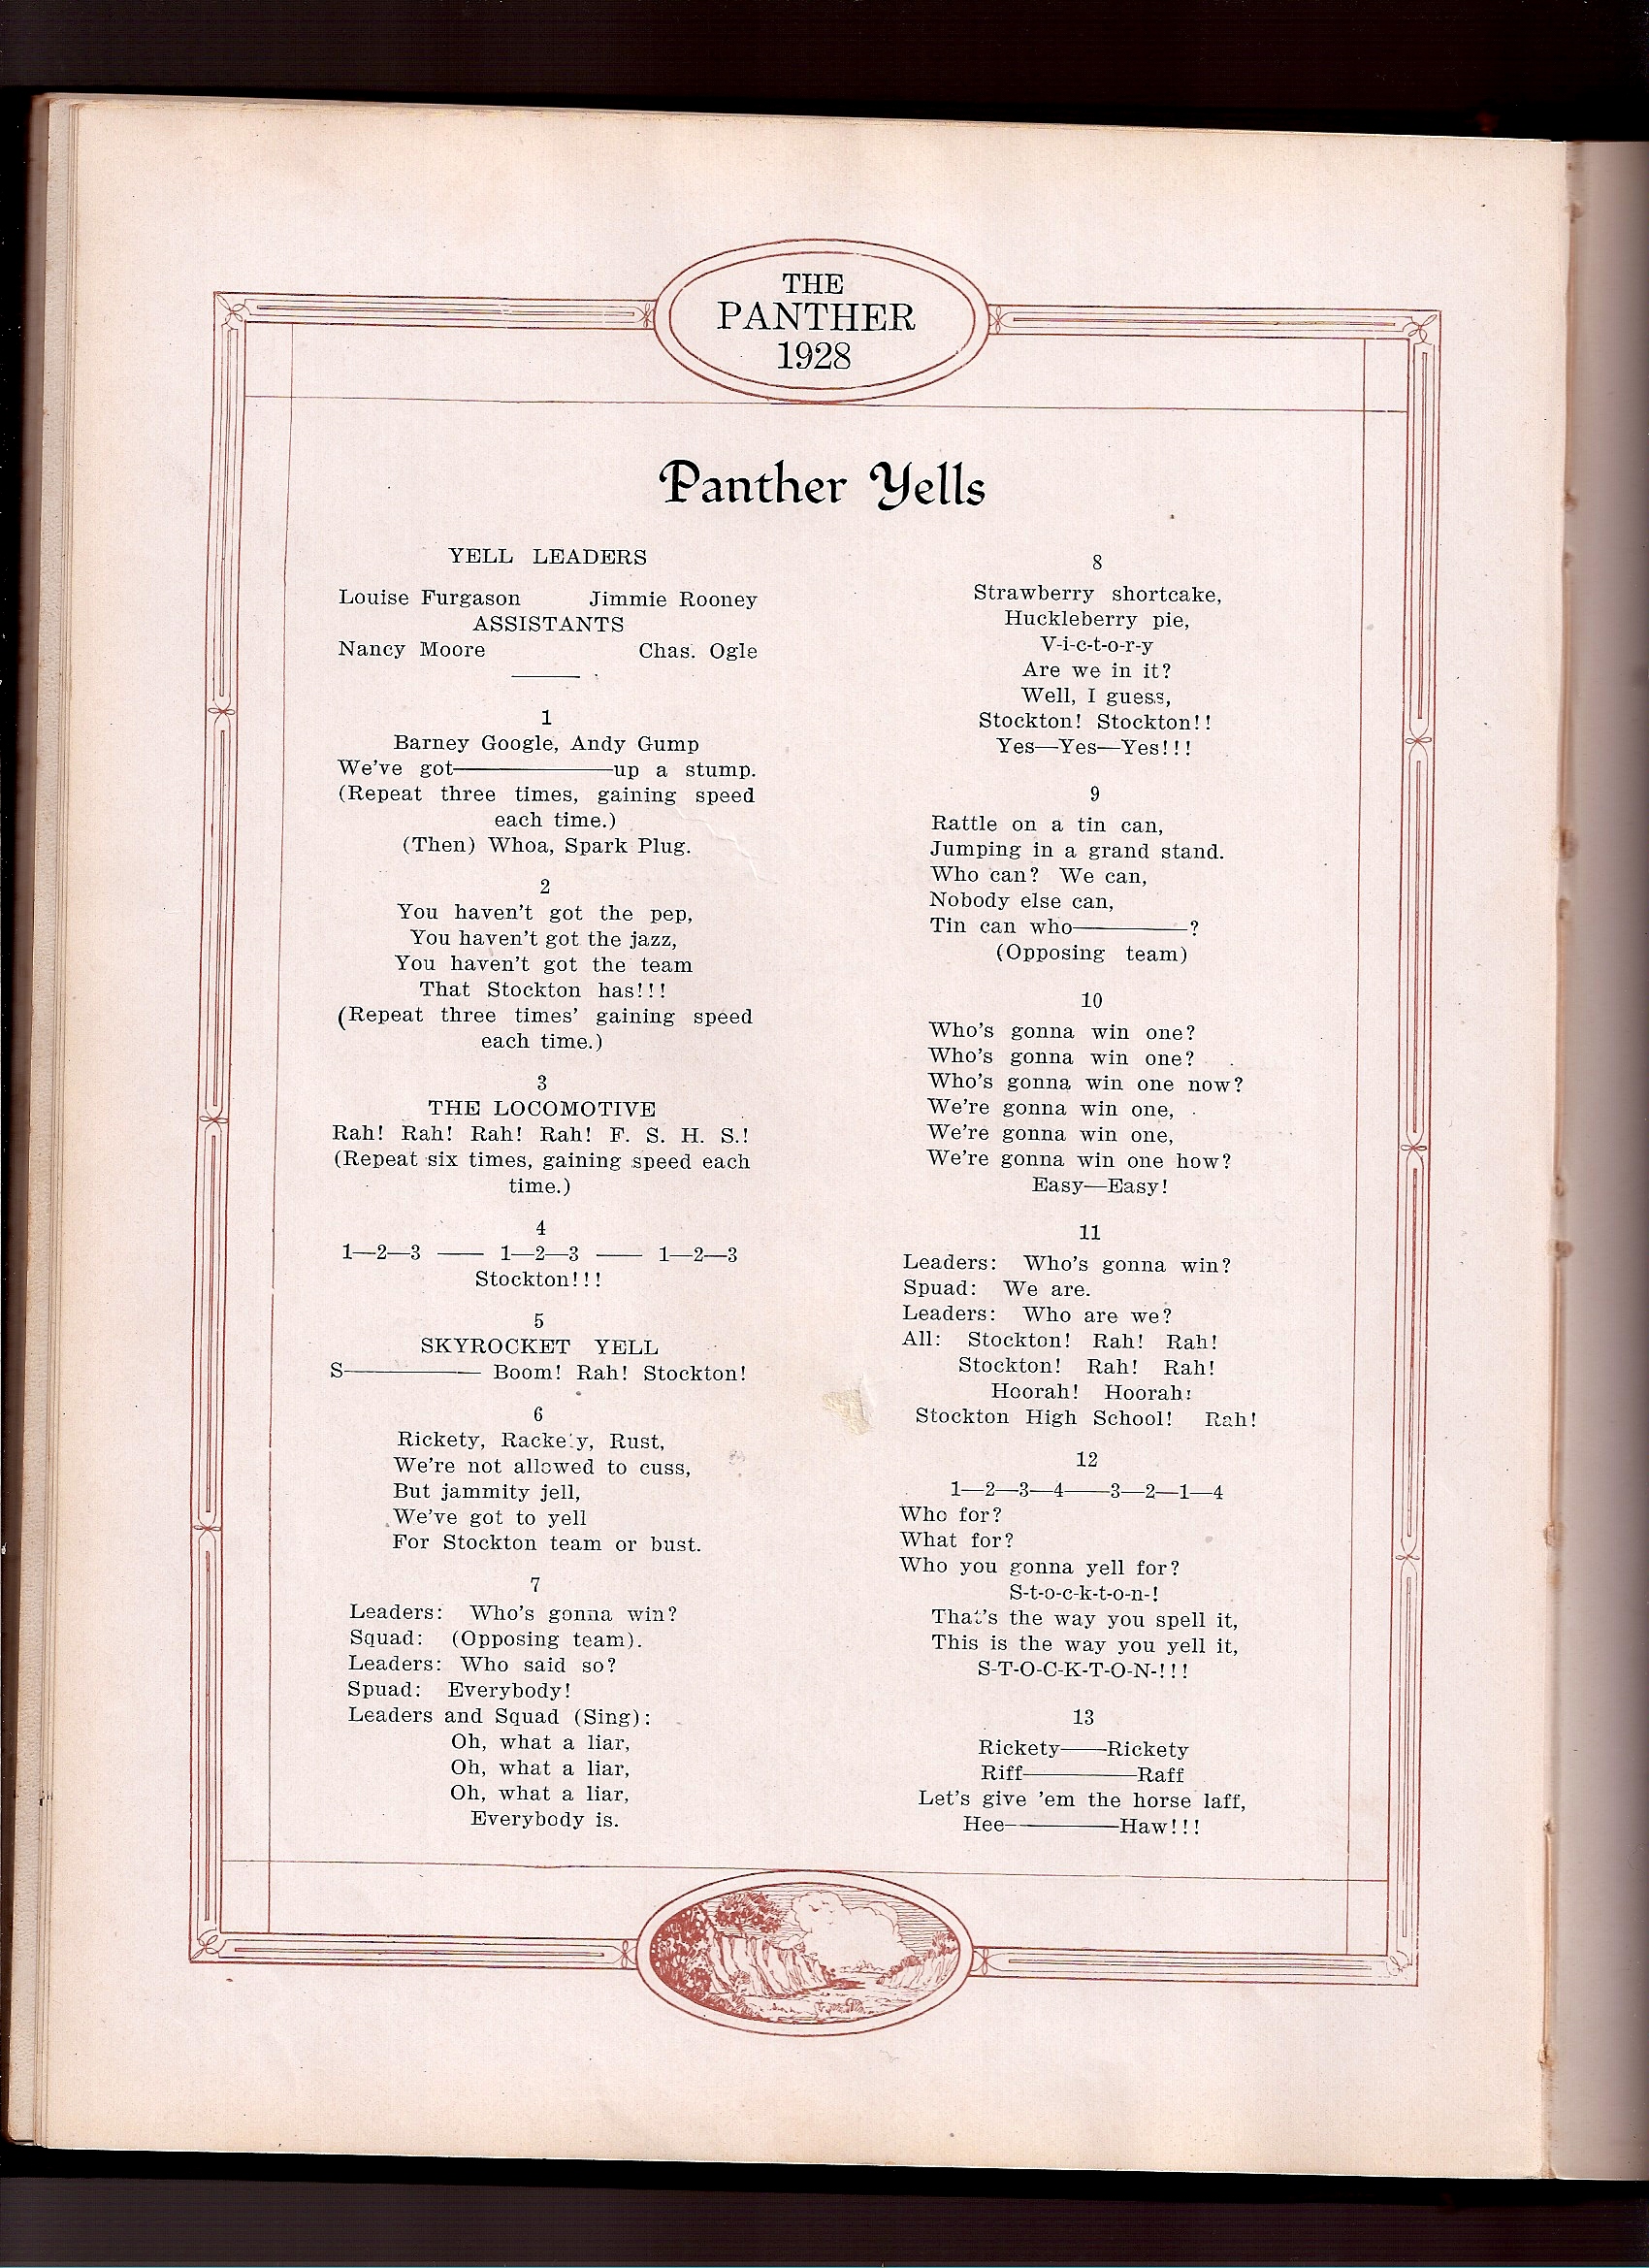 THE
PANTHER
1928
Panther Yells
YELL LEADERS
Louise Furgason Jimmie Rooney
ASSISTANTS
Nancy Moore Chas. Ogle
1
Barney Google, Andy Gump
We've got————up a stump.
(Repeat three times, gaining speed
each time.)
(Then) Whoa, Spark Plug.
2
You haven't got the pep,
You haven't got the jazz,
You haven't got the team
That Stockton has!!!
(Repeat three times' gaining speed
each time.)
3
THE LOCOMOTIVE
Rah! Rah! Rah! Rah! F. S. H. S.!
(Repeat six times, gaining speed each
time.)
4
1—2—3 —— 1—2—3 —— 1—2—3
Stockton!!!
5
SKYROCKET YELL
S———— Boom! Rah! Stockton!
6
Rickety, Rackety, Rust,
We're not allowed to cuss,
But jammity jell,
We've got to yell
For Stockton team or bust.
7
Leaders: Who's gonna win?
Squad: (Opposing team).
Leaders: Who said so?
Spuad: Everybody!
Leaders and Squad (Sing):
Oh, what a liar,
Oh, what a liar,
Oh, what a liar,
Everybody is.
8
Strawberry shortcake,
Huckleberry pie,
V-i-c-t-o-r-y
Are we in it?
Well, I guess,
Stockton! Stockton!!
Yes—Yes—Yes!!!
9
Rattle on a tin can,
Jumping in a grand stand.
Who can? We can,
Nobody else can,
Tin can who————?
(Opposing team)
10
Who's gonna win one?
Who's gonna win one?
Who's gonna win one now?
We're gonna win one,
We're gonna win one,
We're gonna win one how?
Easy—Easy!
11
Leaders: Who's gonna win?
Spuad: We are.
Leaders: Who are we?
All: Stockton! Rah! Rah!
Stockton! Rah! Rah!
Hoorah! Hoorah!
Stockton High School! Rah!
12
1—2—3—4——3—2—1—4
Who for?
What for?
Who you gonna yell for?
S-t-o-c-k-t-o-n-!
That's the way you spell it,
This is the way you yell it,
S-T-O-C-K-T-O-N-!!!
13
Rickety——Rickety
Riff————Raff
Let's give 'em the horse laff,
Hee————Haw!!!